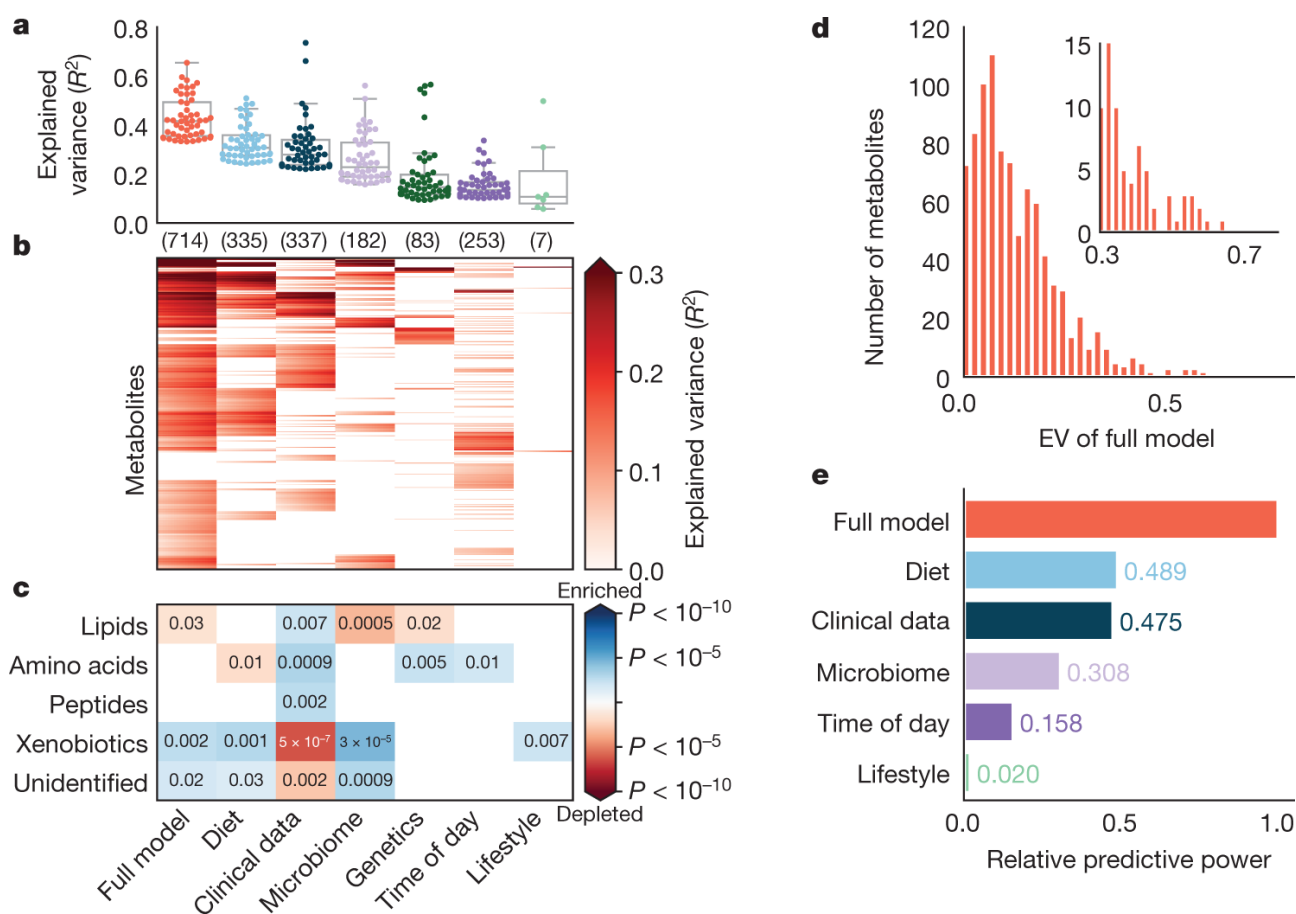 a
0.8
0.6
0.4
0.2
0.0
Explained
variance (R²)
(714) (335) (337) (182) (83) (253) (7)
b
Metabolites
0.3
0.2
0.1
0.0
Explained variance (R²)
c
Enriched
Lipids 0.03 0.007 0.0005 0.02
Amino acids 0.01 0.0009 0.005 0.01
Peptides 0.002
Xenobiotics 0.002 0.001 5 × 10⁻⁷ 3 × 10⁻⁵ 0.007
Unidentified 0.02 0.03 0.002 0.0009
P < 10⁻¹⁰
P < 10⁻⁵
P < 10⁻⁵
P < 10⁻¹⁰
Depleted
Full model
Diet
Clinical data
Microbiome
Genetics
Time of day
Lifestyle
d
120
100
80
60
40
20
0
Number of metabolites
0.0 0.5
EV of full model
15
10
5
0
0.3 0.7
e
Full model
Diet 0.489
Clinical data 0.475
Microbiome 0.308
Time of day 0.158
Lifestyle 0.020
0.0 0.5 1.0
Relative predictive power